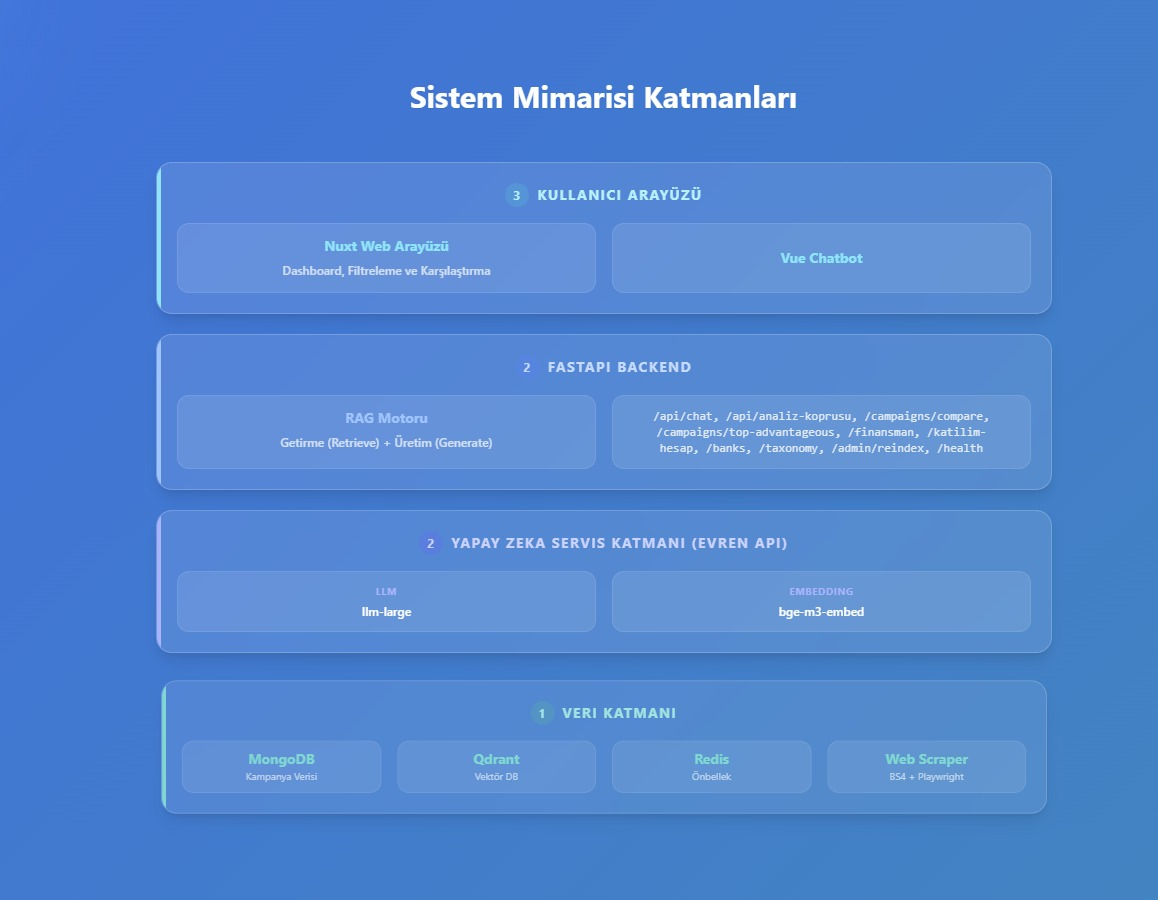 Sistem Mimarisi Katmanları
3 KULLANICI ARAYÜZÜ
Nuxt Web Arayüzü
Dashboard, Filtreleme ve Karşılaştırma
Vue Chatbot
2 FASTAPI BACKEND
RAG Motoru
Getirme (Retrieve) + Üretim (Generate)
/api/chat, /api/analiz-koprusu, /campaigns/compare,
/campaigns/top-advantageous, /finansman, /katilim-
hesap, /banks, /taxonomy, /admin/reindex, /health
2 YAPAY ZEKA SERVIS KATMANI (EVREN API)
LLM
llm-large
EMBEDDING
bge-m3-embed
1 VERI KATMANI
MongoDB
Kampanya Verisi
Qdrant
Vektör DB
Redis
Önbellek
Web Scraper
BS4 + Playwright